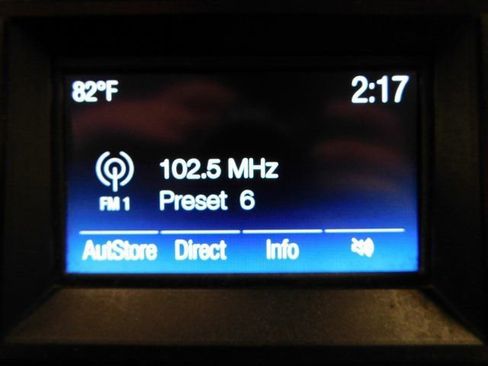 82°F 2:17
102.5 MHz
FM 1 Preset 6
AutStore Direct Info